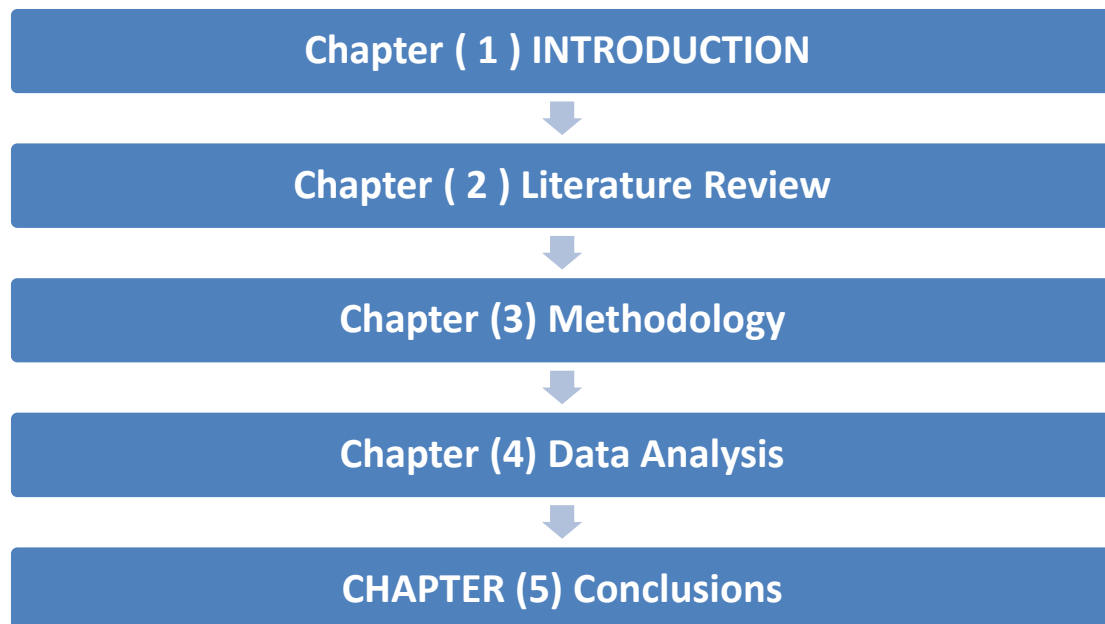 Chapter ( 1 ) INTRODUCTION
Chapter ( 2 ) Literature Review
Chapter (3) Methodology
Chapter (4) Data Analysis
CHAPTER (5) Conclusions